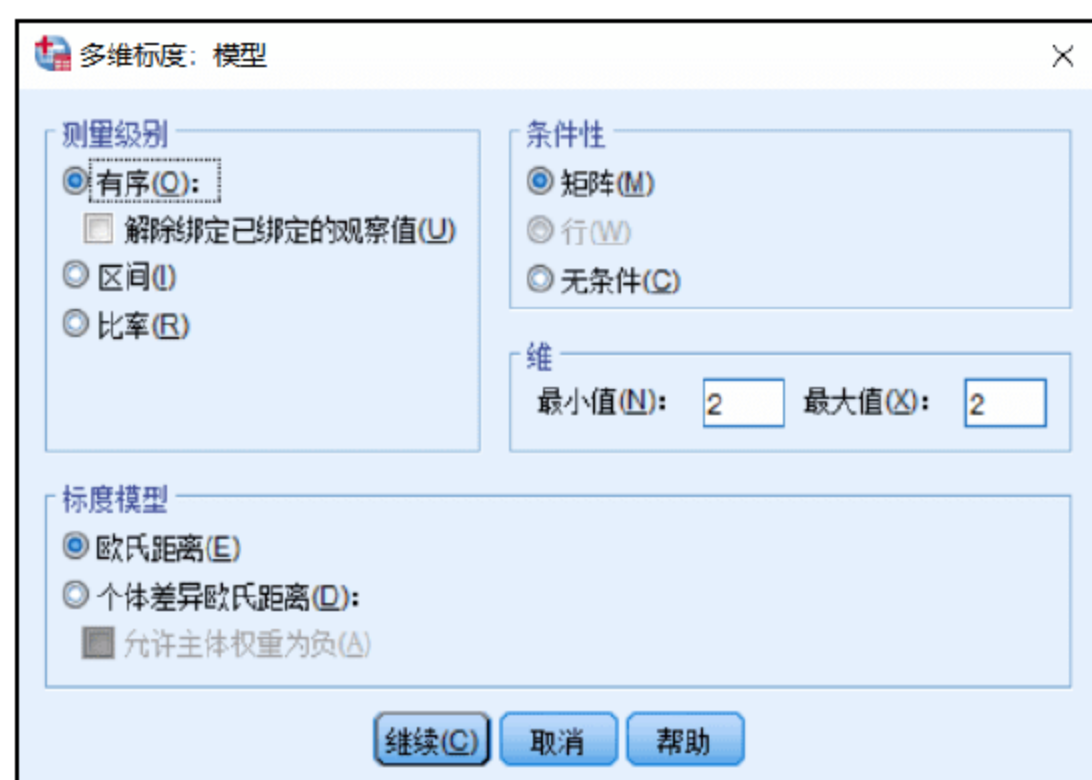 多维标度：模型
测量级别
有序(O)：
解除绑定已绑定的观察值(U)
区间(I)
比率(R)
条件性
矩阵(M)
行(W)
无条件(C)
维
最小值(N)： 2 最大值(X)： 2
标度模型
欧氏距离(E)
个体差异欧氏距离(D)：
允许主体权重为负(A)
继续(C) 取消 帮助